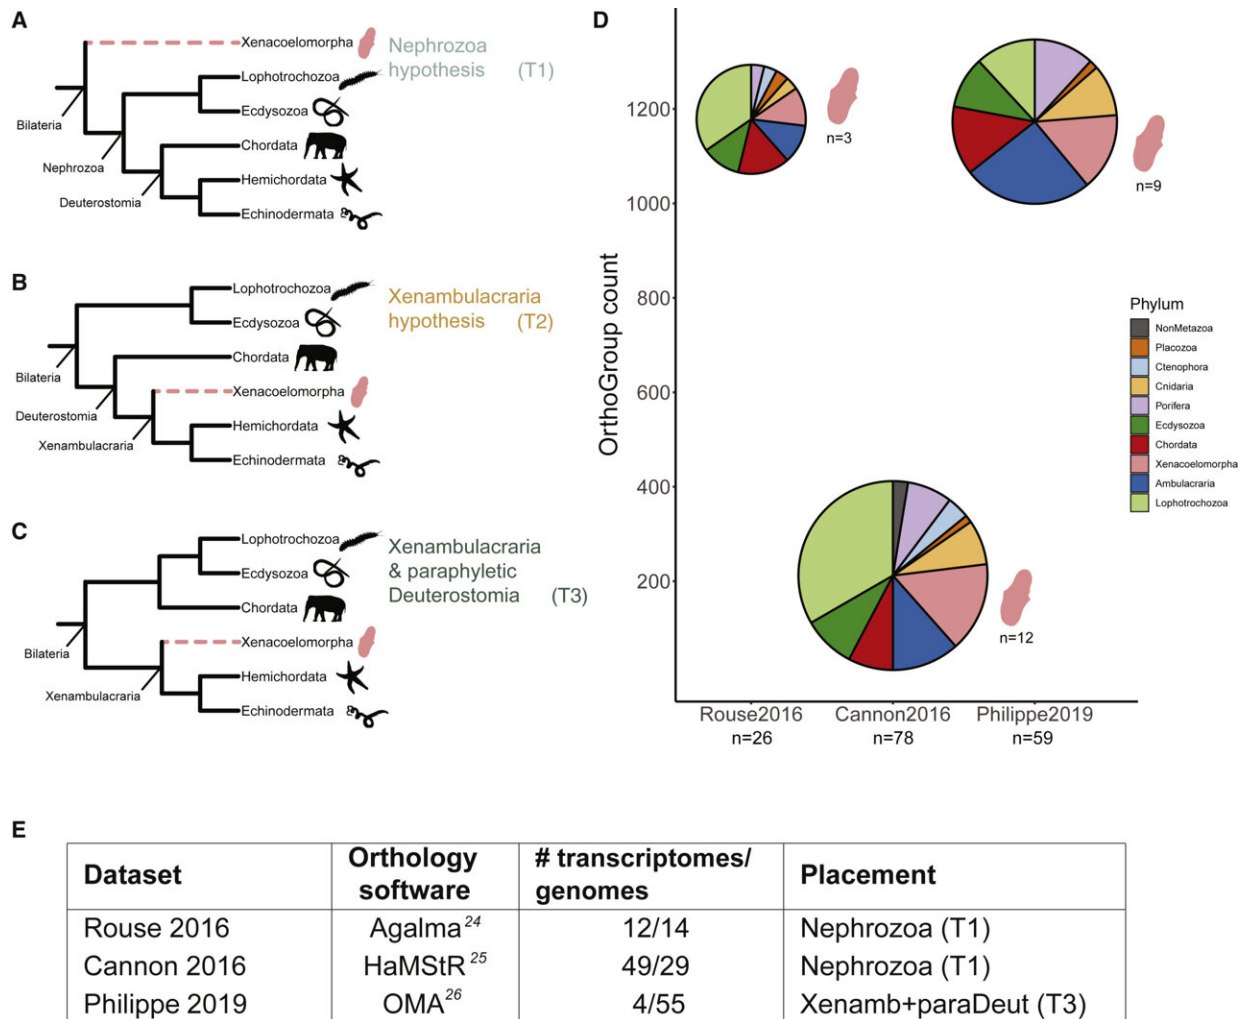 A
Xenacoelomorpha
Lophotrochozoa
Ecdysozoa
Chordata
Hemichordata
Echinodermata
Bilateria
Nephrozoa
Deuterostomia
Nephrozoa
hypothesis (T1)
B
Lophotrochozoa
Ecdysozoa
Chordata
Xenacoelomorpha
Hemichordata
Echinodermata
Bilateria
Deuterostomia
Xenambulacraria
Xenambulacraria
hypothesis (T2)
C
Lophotrochozoa
Ecdysozoa
Chordata
Xenacoelomorpha
Hemichordata
Echinodermata
Bilateria
Xenambulacraria
Xenambulacraria
& paraphyletic
Deuterostomia (T3)
D
OrthoGroup count
1200
1000
800
600
400
200
n=3
n=9
n=12
Rouse2016
n=26
Cannon2016
n=78
Philippe2019
n=59
Phylum
NonMetazoa
Placozoa
Ctenophora
Cnidaria
Porifera
Ecdysozoa
Chordata
Xenacoelomorpha
Ambulacraria
Lophotrochozoa
E
Dataset Orthology software # transcriptomes/ genomes Placement
Rouse 2016 Agalma 24 12/14 Nephrozoa (T1)
Cannon 2016 HaMStR 25 49/29 Nephrozoa (T1)
Philippe 2019 OMA 26 4/55 Xenamb+paraDeut (T3)